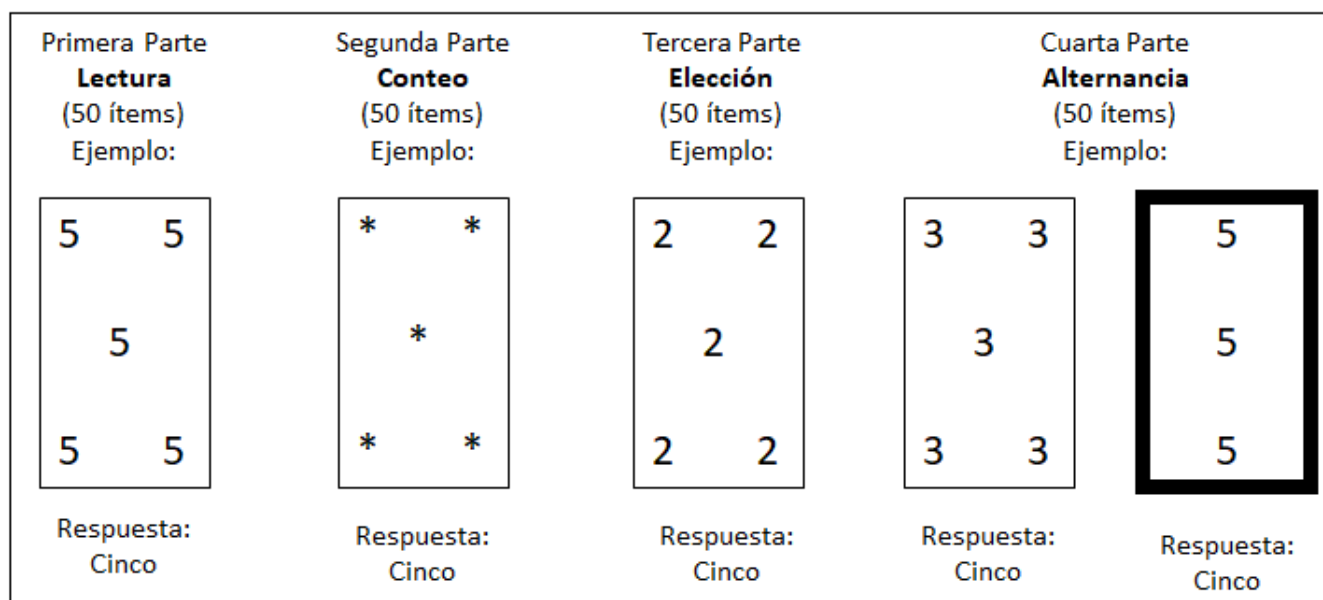 Primera Parte
Lectura
(50 ítems)
Ejemplo:
5 5
5
5 5
Respuesta:
Cinco
Segunda Parte
Conteo
(50 ítems)
Ejemplo:
* *
*
* *
Respuesta:
Cinco
Tercera Parte
Elección
(50 ítems)
Ejemplo:
2 2
2
2 2
Respuesta:
Cinco
Cuarta Parte
Alternancia
(50 ítems)
Ejemplo:
3 3
3
3 3
Respuesta:
Cinco
5
5
5
Respuesta:
Cinco